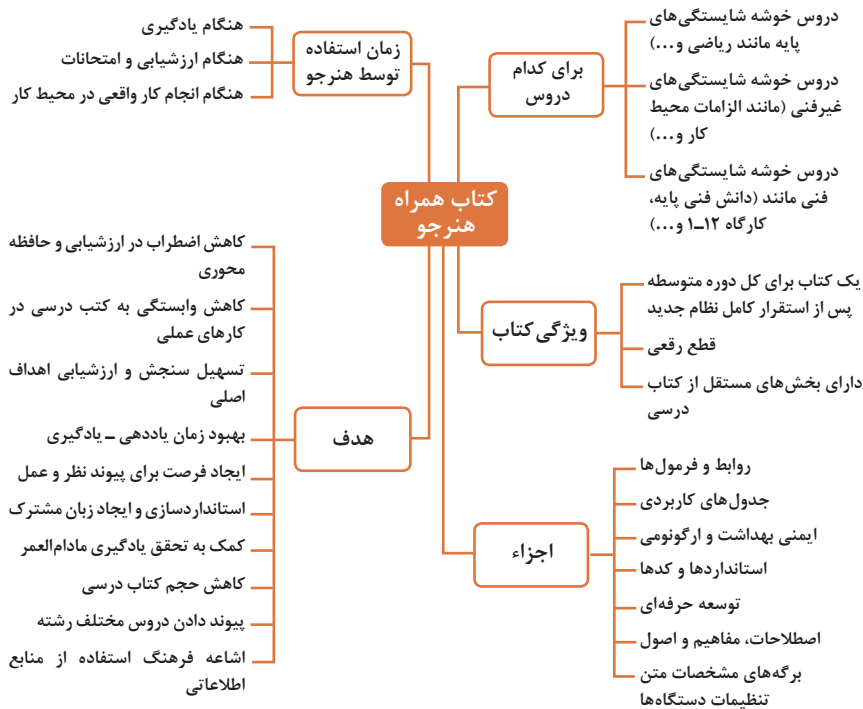 کتاب همراه
هنرجو
برای کدام
دروس
دروس خوشه شایستگی‌های
پایه مانند ریاضی و...)
دروس خوشه شایستگی‌های
غیرفنی (مانند الزامات محیط
کار و...)
دروس خوشه شایستگی‌های
فنی مانند (دانش فنی پایه،
کارگاه ۱۲ـ۱ و...)
ویژگی کتاب
یک کتاب برای کل دوره متوسطه
پس از استقرار کامل نظام جدید
قطع رقعی
دارای بخش‌های مستقل از کتاب
درسی
اجزاء
روابط و فرمول‌ها
جدول‌های کاربردی
ایمنی بهداشت و ارگونومی
استانداردها و کدها
توسعه حرفه‌ای
اصطلاحات، مفاهیم و اصول
برگه‌های مشخصات متن
تنظیمات دستگاه‌ها
زمان استفاده
توسط هنرجو
هنگام یادگیری
هنگام ارزشیابی و امتحانات
هنگام انجام کار واقعی در محیط کار
هدف
کاهش اضطراب در ارزشیابی و حافظه
محوری
کاهش وابستگی به کتب درسی در
کارهای عملی
تسهیل سنجش و ارزشیابی اهداف
اصلی
بهبود زمان یاددهی ـ یادگیری
ایجاد فرصت برای پیوند نظر و عمل
استانداردسازی و ایجاد زبان مشترک
کمک به تحقق یادگیری مادام‌العمر
کاهش حجم کتاب درسی
پیوند دادن دروس مختلف رشته
اشاعه فرهنگ استفاده از منابع
اطلاعاتی